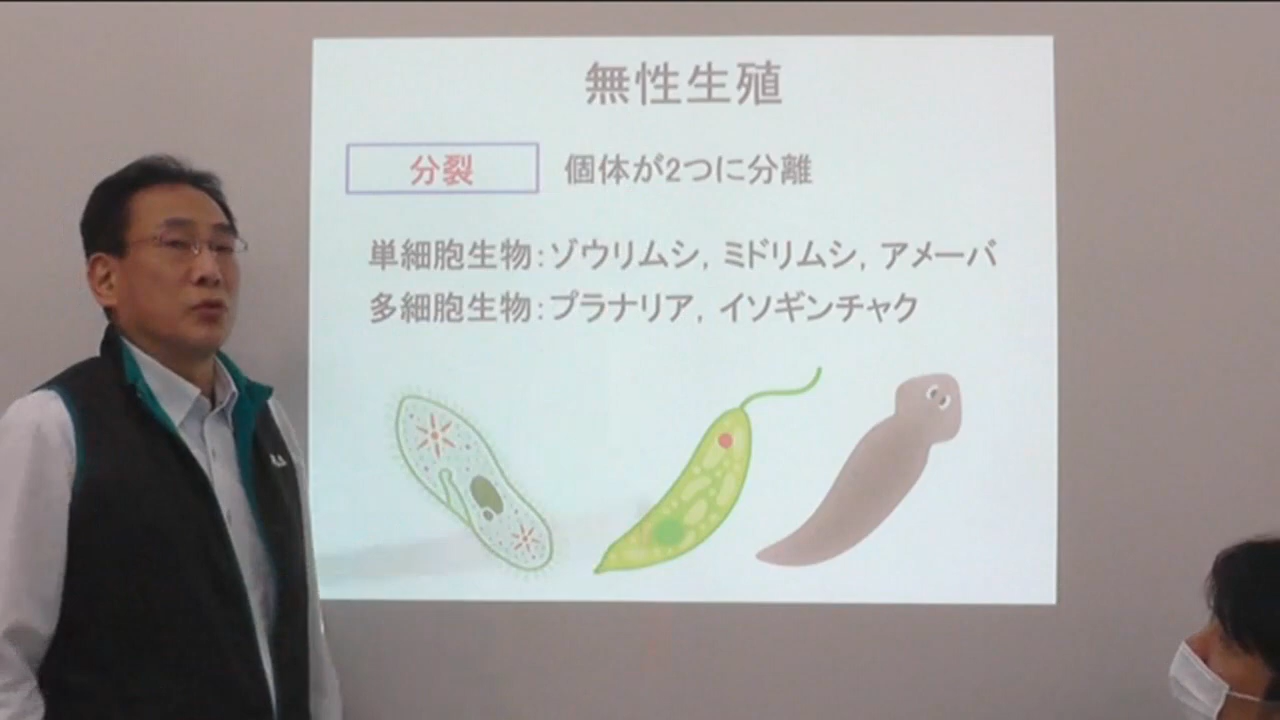 無性生殖
分裂 個体が2つに分離
単細胞生物:ゾウリムシ, ミドリムシ, アメーバ
多細胞生物:プラナリア, イソギンチャク